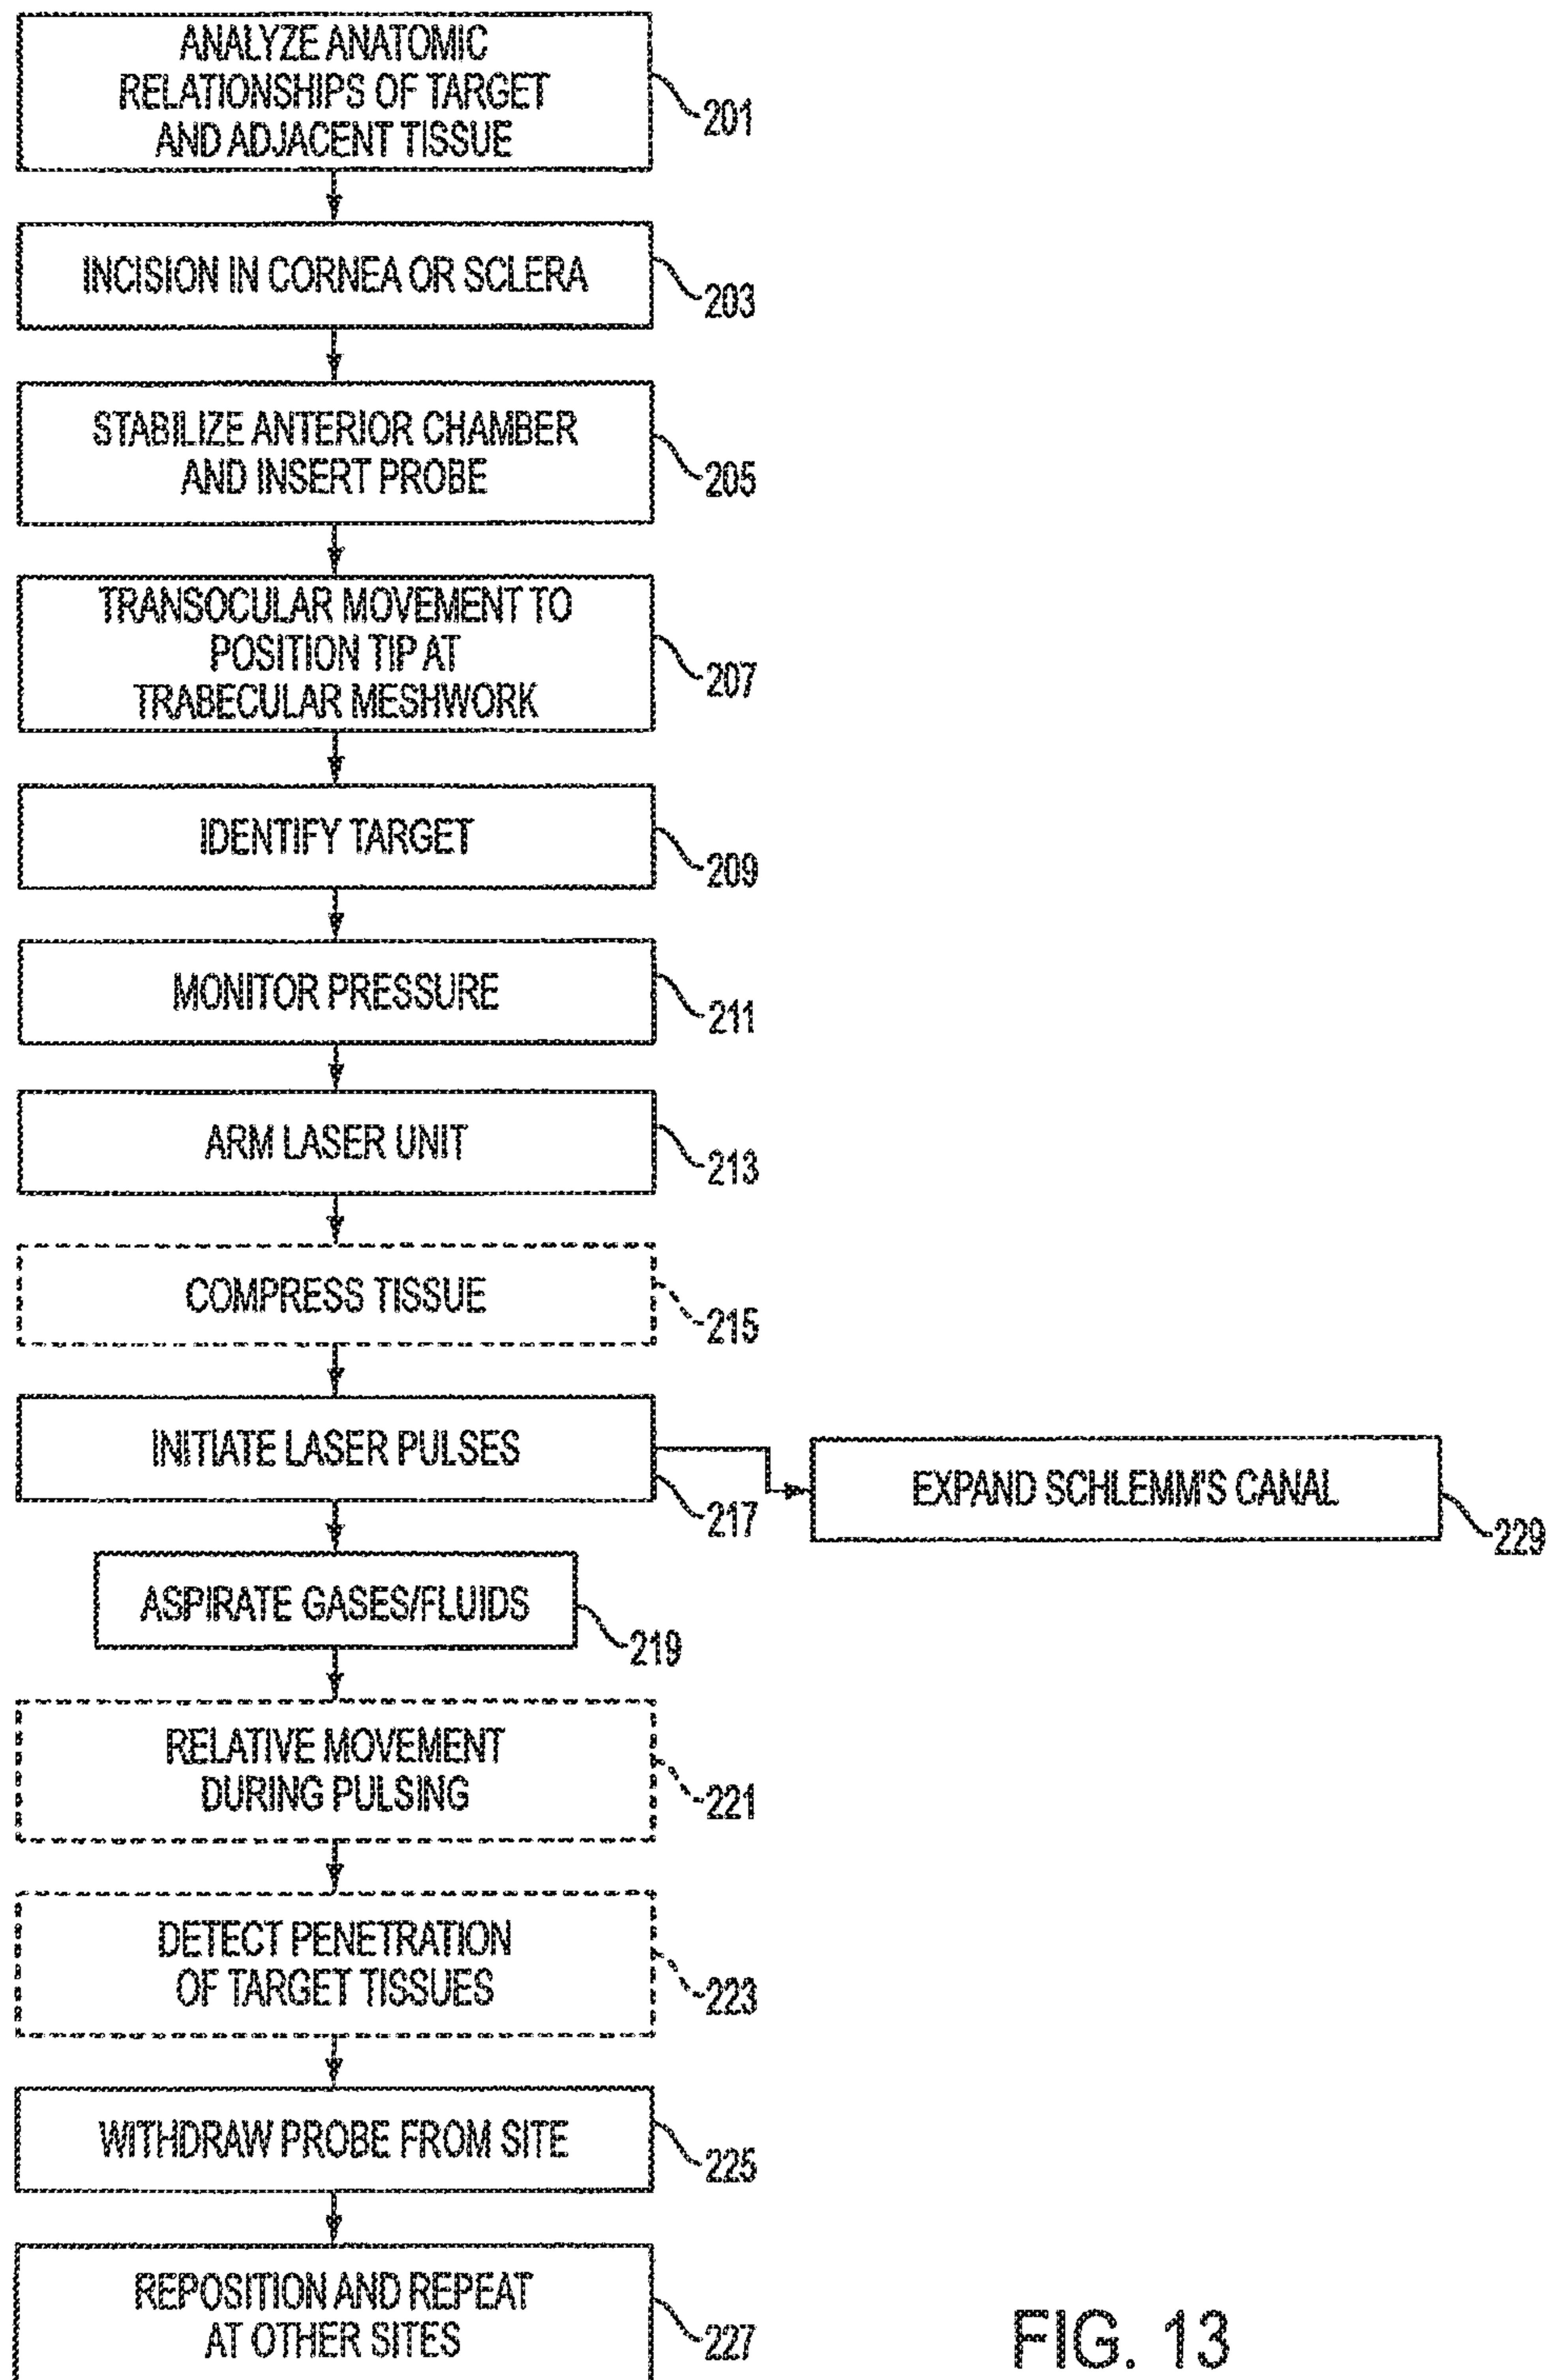 ANALYZE ANATOMIC
RELATIONSHIPS OF TARGET
AND ADJACENT TISSUE
201
INCISION IN CORNEA OR SCLERA
203
STABILIZE ANTERIOR CHAMBER
AND INSERT PROBE
205
TRANSOCULAR MOVEMENT TO
POSITION TIP AT
TRABECULAR MESHWORK
207
IDENTIFY TARGET
209
MONITOR PRESSURE
211
ARM LASER UNIT
213
COMPRESS TISSUE
215
INITIATE LASER PULSES
217
EXPAND SCHLEMM'S CANAL
229
ASPIRATE GASES/FLUIDS
219
RELATIVE MOVEMENT
DURING PULSING
221
DETECT PENETRATION
OF TARGET TISSUES
223
WITHDRAW PROBE FROM SITE
225
REPOSITION AND REPEAT
AT OTHER SITES
227
FIG. 13